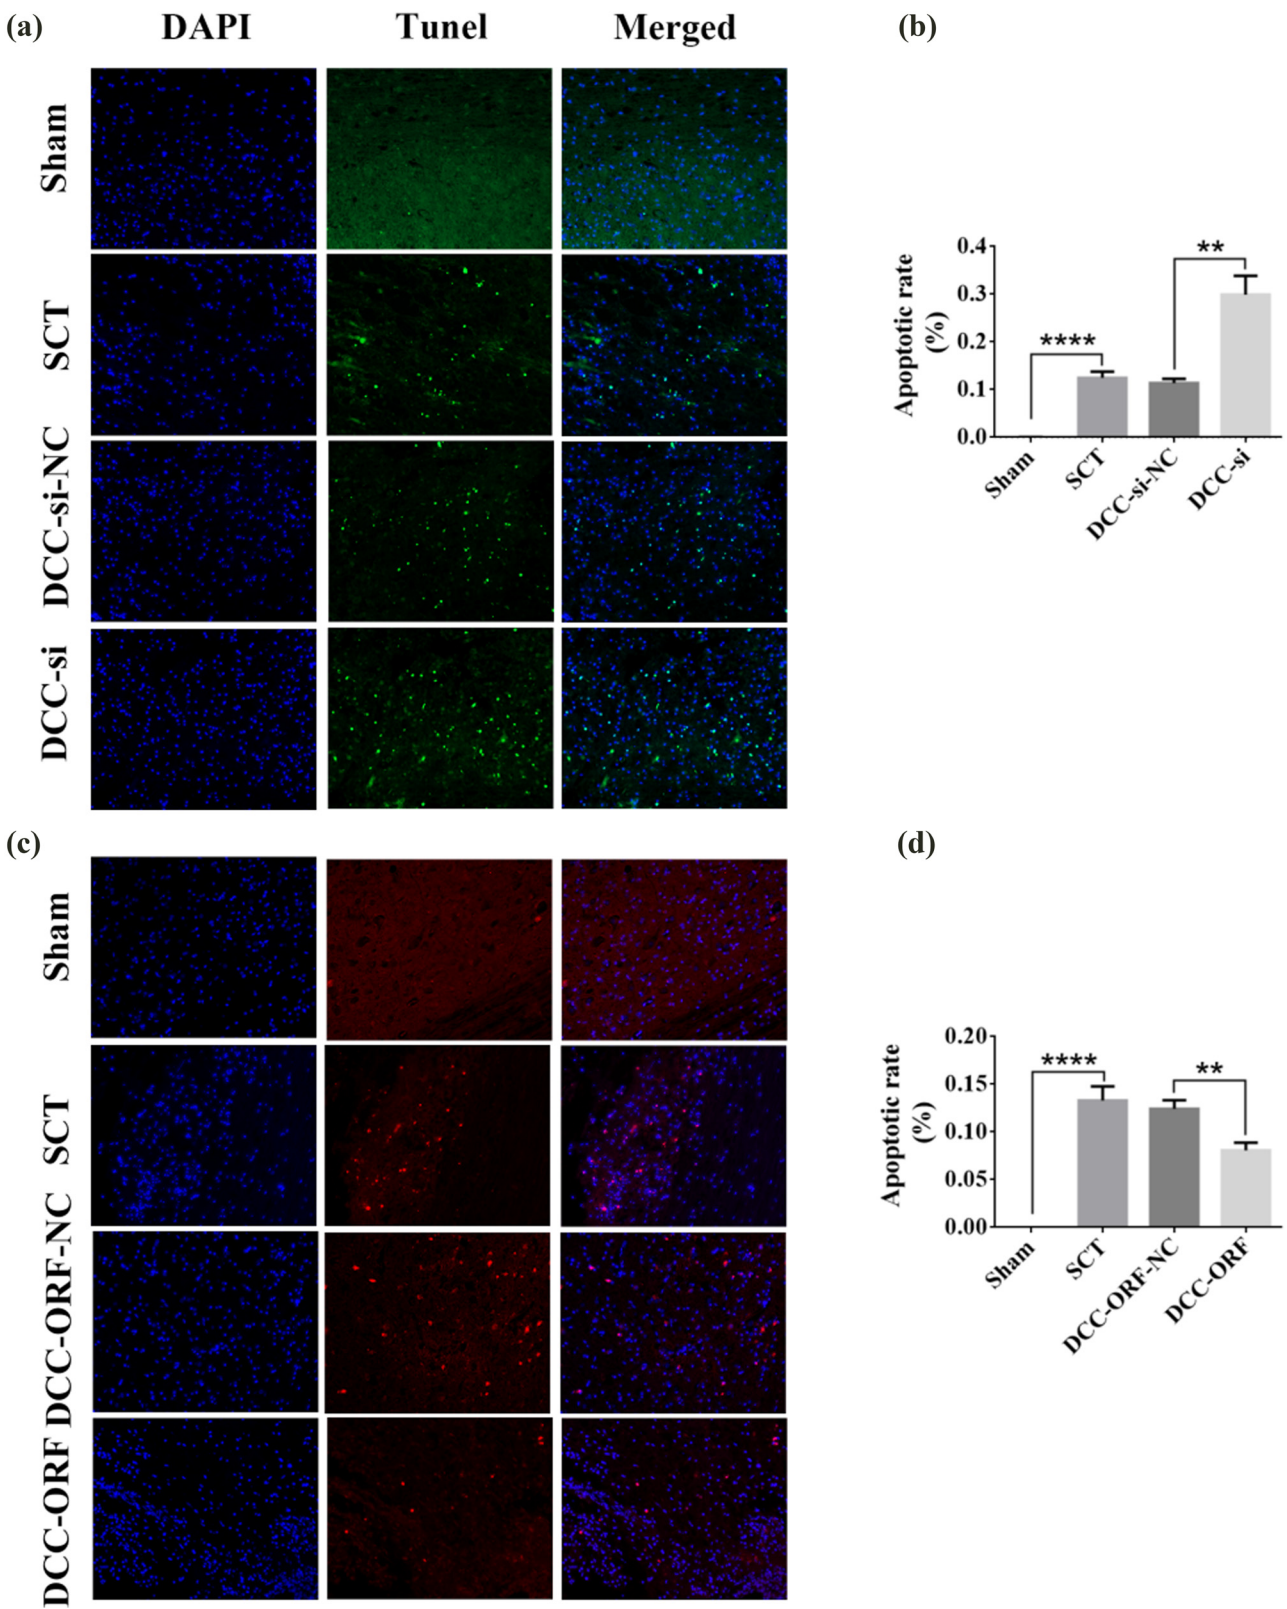 (a)
DAPI
Tunel
Merged
Sham
SCT
DCC-si-NC
DCC-si
(b)
Apoptotic rate
(%)
0.4
0.3
0.2
0.1
0.0
****
**
Sham
SCT
DCC-si-NC
DCC-si
(c)
Sham
SCT
DCC-ORF-NC
DCC-ORF
(d)
Apoptotic rate
(%)
0.20
0.15
0.10
0.05
0.00
****
**
Sham
SCT
DCC-ORF-NC
DCC-ORF